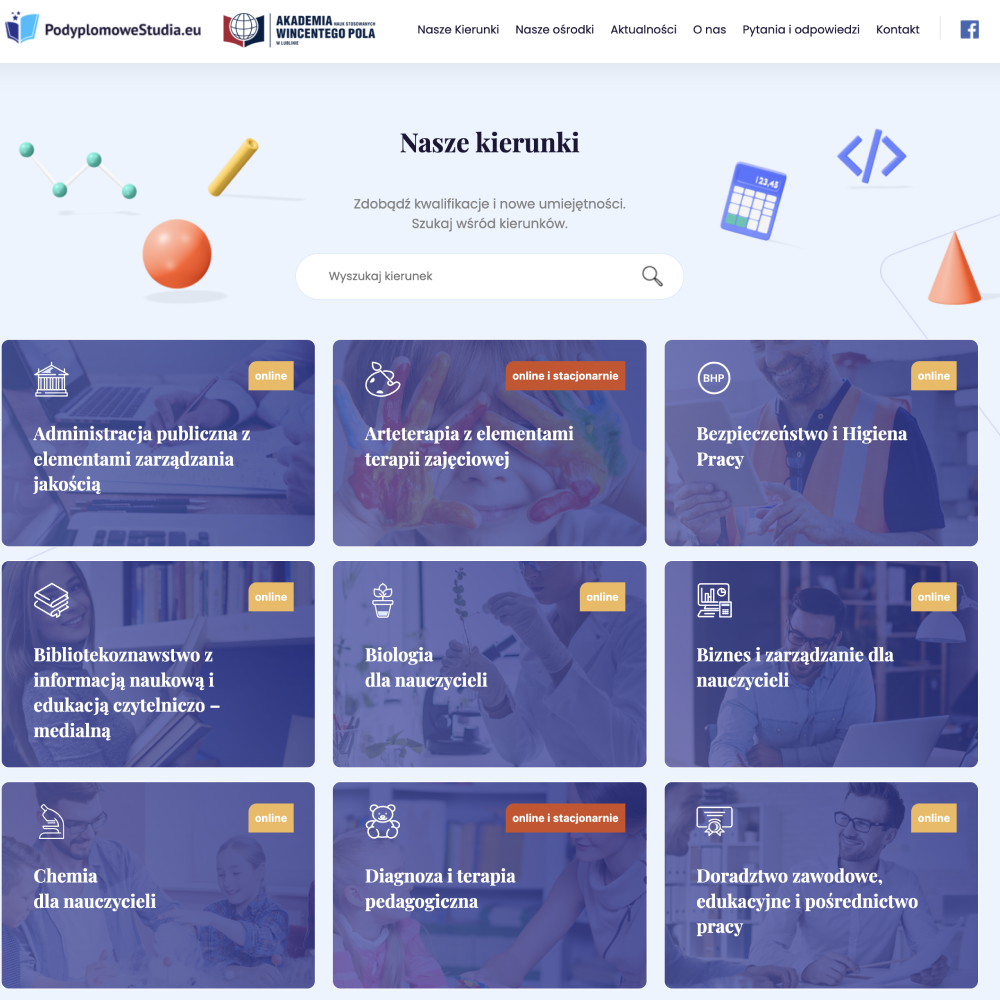 PodyplomoweStudia.eu
AKADEMIA NAUK STOSOWANYCH
WINCENTEGO POLA
W LUBLINIE
Nasze Kierunki
Nasze ośrodki
Aktualności
O nas
Pytania i odpowiedzi
Kontakt
Nasze kierunki
123,45
Zdobądź kwalifikacje i nowe umiejętności.
Szukaj wśród kierunków.
Wyszukaj kierunek
online
Administracja publiczna z
elementami zarządzania
jakością
online i stacjonarnie
Arteterapia z elementami
terapii zajęciowej
BHP
online
Bezpieczeństwo i Higiena
Pracy
online
Bibliotekoznawstwo z
informacją naukową i
edukacją czytelniczo –
medialną
online
Biologia
dla nauczycieli
online
Biznes i zarządzanie dla
nauczycieli
online
Chemia
dla nauczycieli
online i stacjonarnie
Diagnoza i terapia
pedagogiczna
online
Doradztwo zawodowe,
edukacyjne i pośrednictwo
pracy